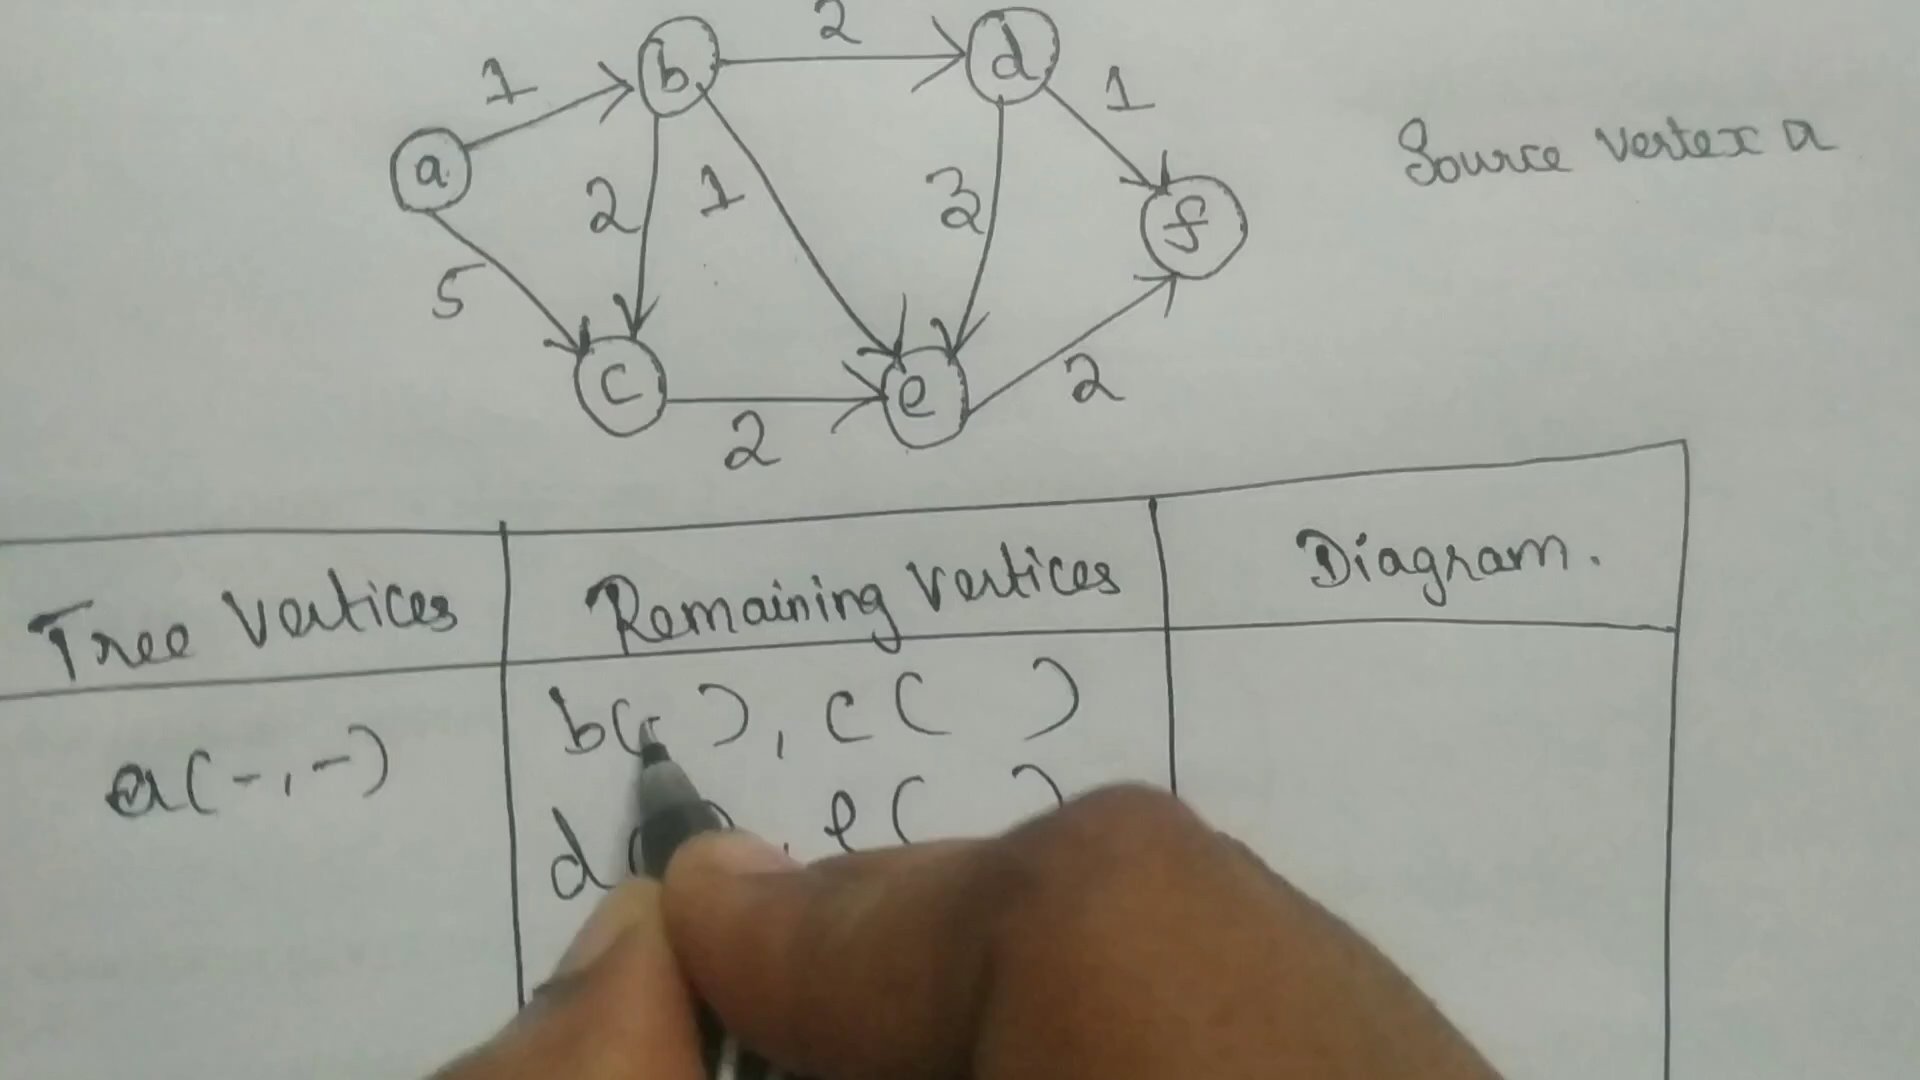 2
b
d
1
1
a
Source vertex a
2
1
3
f
5
c
e
2
2
Tree Vertices
Remaining Vertices
Diagram.
a(-,-)
b( ), c( )
d( ), e( )